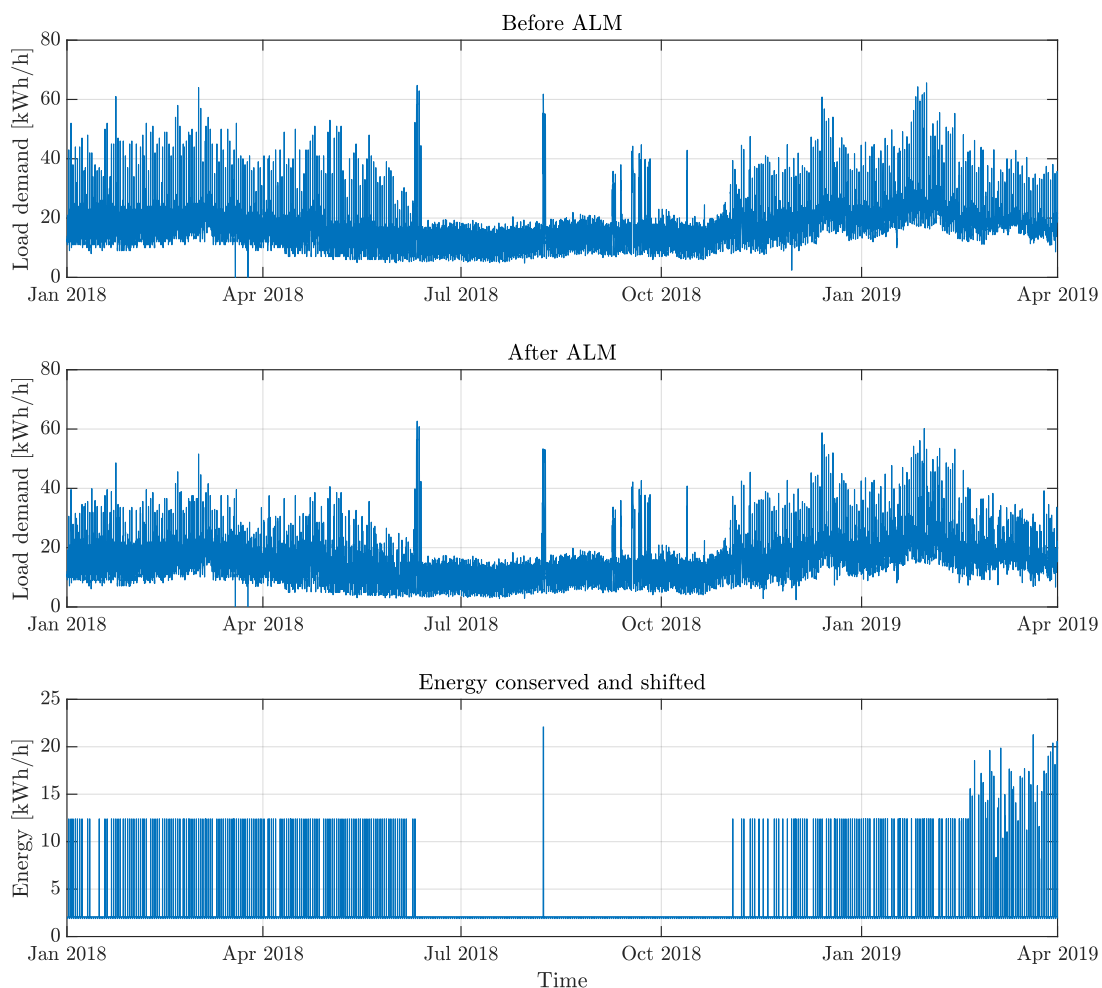 Before ALM
Load demand [kWh/h]
80
60
40
20
0
Jan 2018 Apr 2018 Jul 2018 Oct 2018 Jan 2019 Apr 2019
After ALM
Load demand [kWh/h]
80
60
40
20
0
Jan 2018 Apr 2018 Jul 2018 Oct 2018 Jan 2019 Apr 2019
Energy conserved and shifted
Energy [kWh/h]
25
20
15
10
5
0
Jan 2018 Apr 2018 Jul 2018 Oct 2018 Jan 2019 Apr 2019
Time